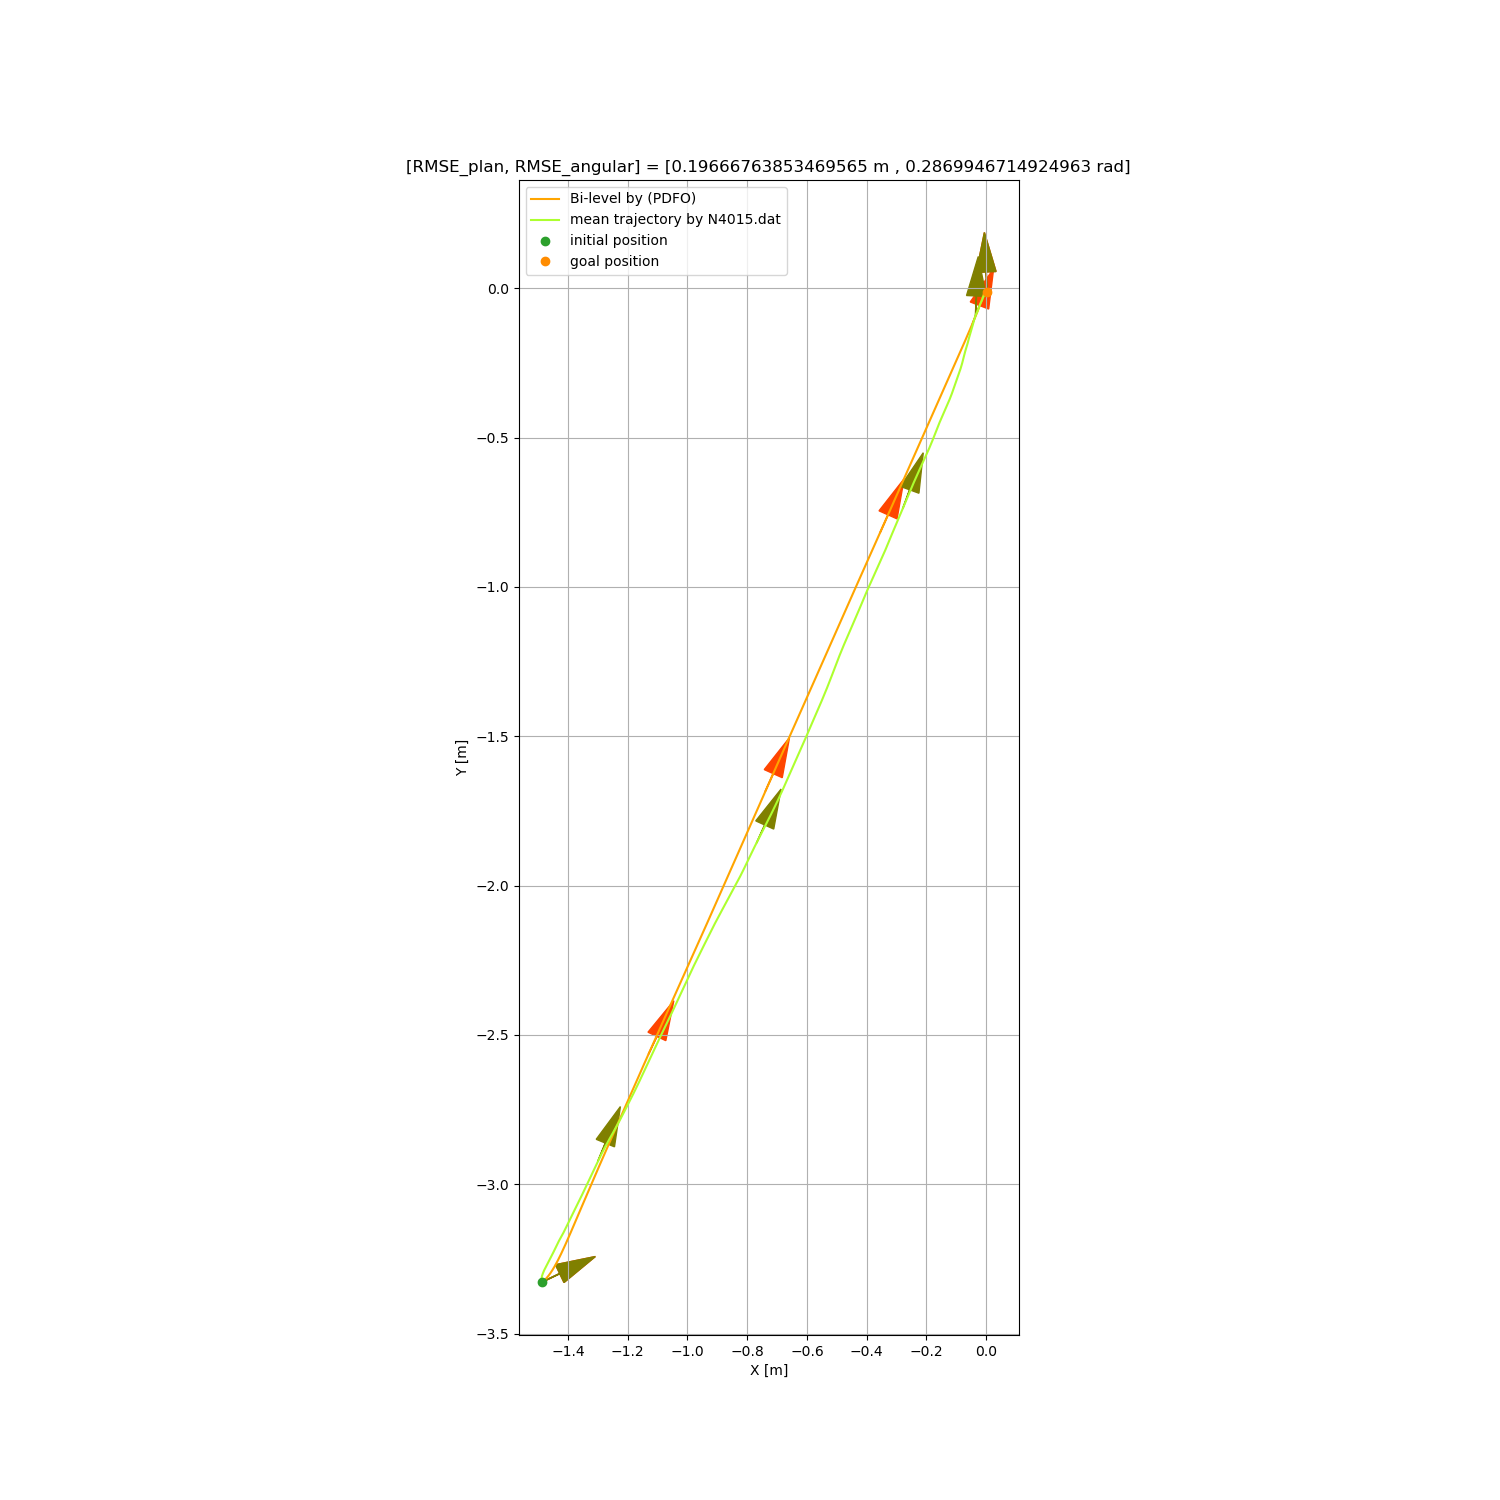 [RMSE_plan, RMSE_angular] = [0.19666763853469565 m , 0.2869946714924963 rad]
Bi-level by (PDFO)
mean trajectory by N4015.dat
initial position
goal position
0.0
−0.5
−1.0
−1.5
−2.0
−2.5
−3.0
−3.5
Y [m]
−1.4 −1.2 −1.0 −0.8 −0.6 −0.4 −0.2 0.0
X [m]